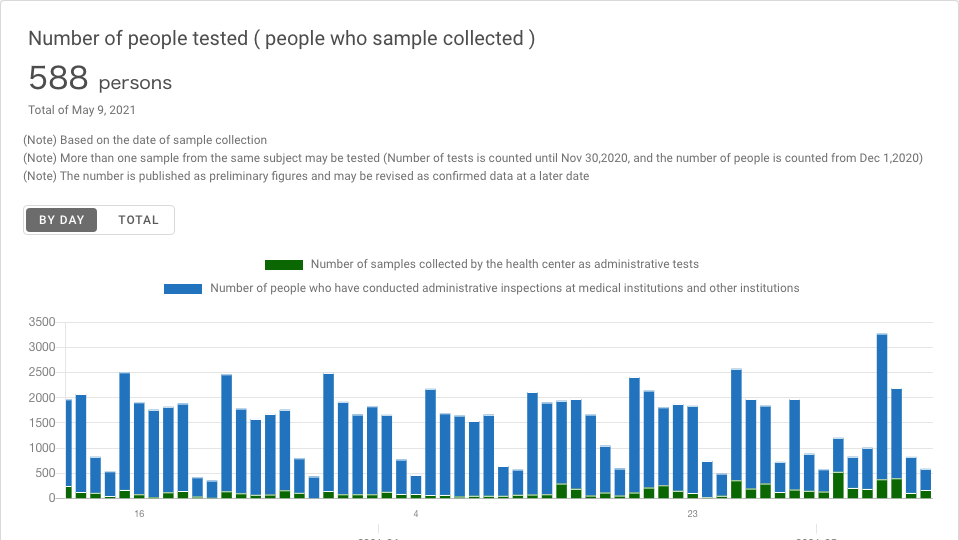 Number of people tested ( people who sample collected )
588 persons
Total of May 9, 2021
(Note) Based on the date of sample collection
(Note) More than one sample from the same subject may be tested (Number of tests is counted until Nov 30,2020, and the number of people is counted from Dec 1,2020)
(Note) The number is published as preliminary figures and may be revised as confirmed data at a later date
BY DAY TOTAL
Number of samples collected by the health center as administrative tests
Number of people who have conducted administrative inspections at medical institutions and other institutions
3500
3000
2500
2000
1500
1000
500
0
16 4 23